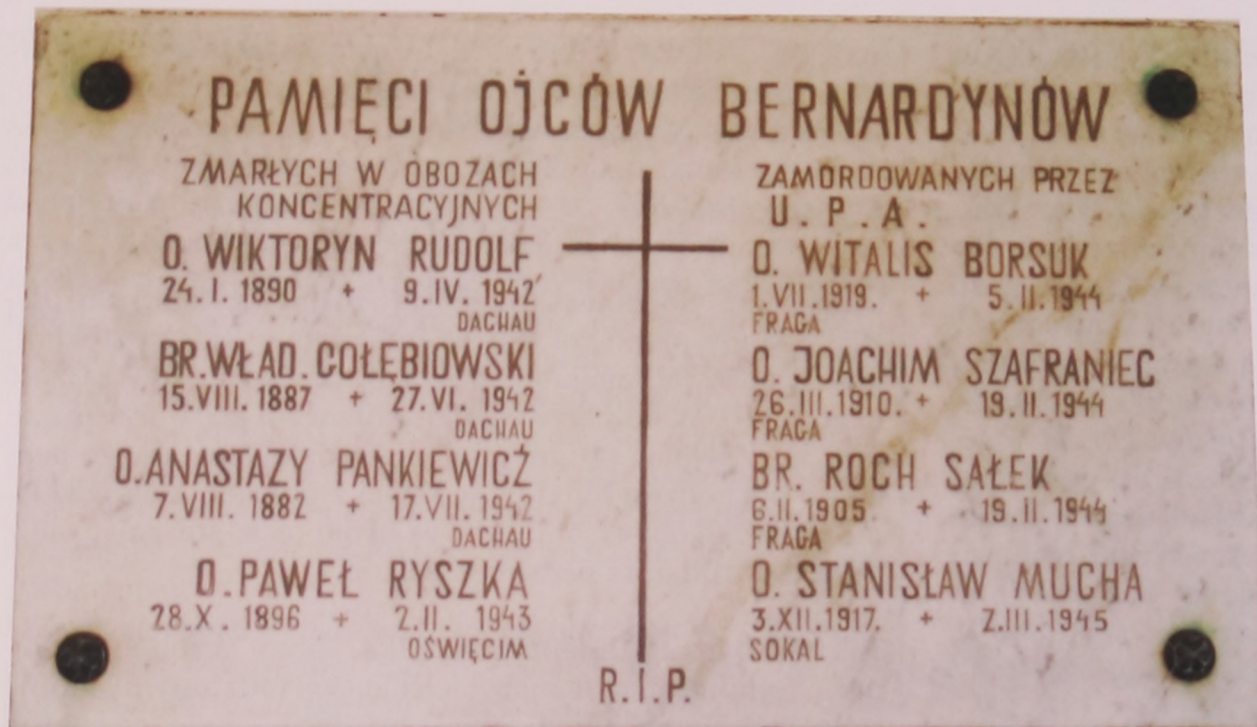 PAMIĘCI OJCÓW BERNARDYNÓW
ZMARŁYCH W OBOZACH
KONCENTRACYJNYCH
O. WIKTORYN RUDOLF
24. I. 1890 + 9. IV. 1942
DACHAU
BR. WŁAD. GOŁĘBIOWSKI
15. VIII. 1887 + 27. VI. 1942
DACHAU
O. ANASTAZY PANKIEWICZ
7. VIII. 1882 + 17. VII. 1942
DACHAU
O. PAWEŁ RYSZKA
28. X. 1896 + 2. II. 1943
OŚWIĘCIM
ZAMORDOWANYCH PRZEZ
U. P. A.
O. WITALIS BORSUK
1. VII. 1919. + 5. II. 1944
FRAGA
O. JOACHIM SZAFRANIEC
26. III. 1910. + 19. II. 1944
FRAGA
BR. ROCH SAŁEK
6. II. 1905. + 19. II. 1944
FRAGA
O. STANISŁAW MUCHA
3. XII. 1917. + 2. III. 1945
SOKAL
R. I. P.